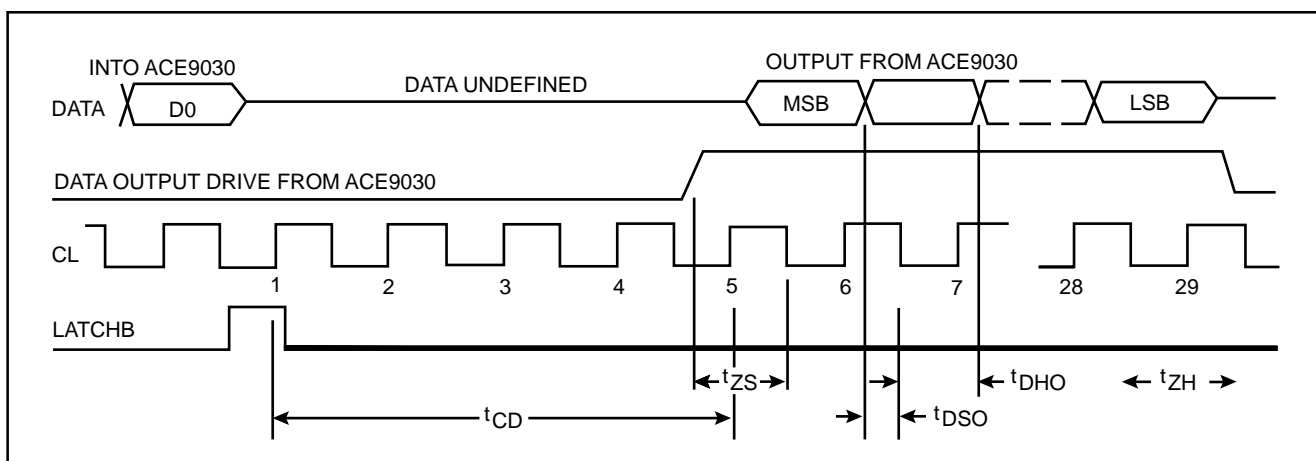 INTO ACE9030
OUTPUT FROM ACE9030
DATA UNDEFINED
DATA
D0
MSB
LSB
DATA OUTPUT DRIVE FROM ACE9030
CL
1 2 3 4 5 6 7 28 29
LATCHB
tZS
tDHO
tZH
tCD
tDSO